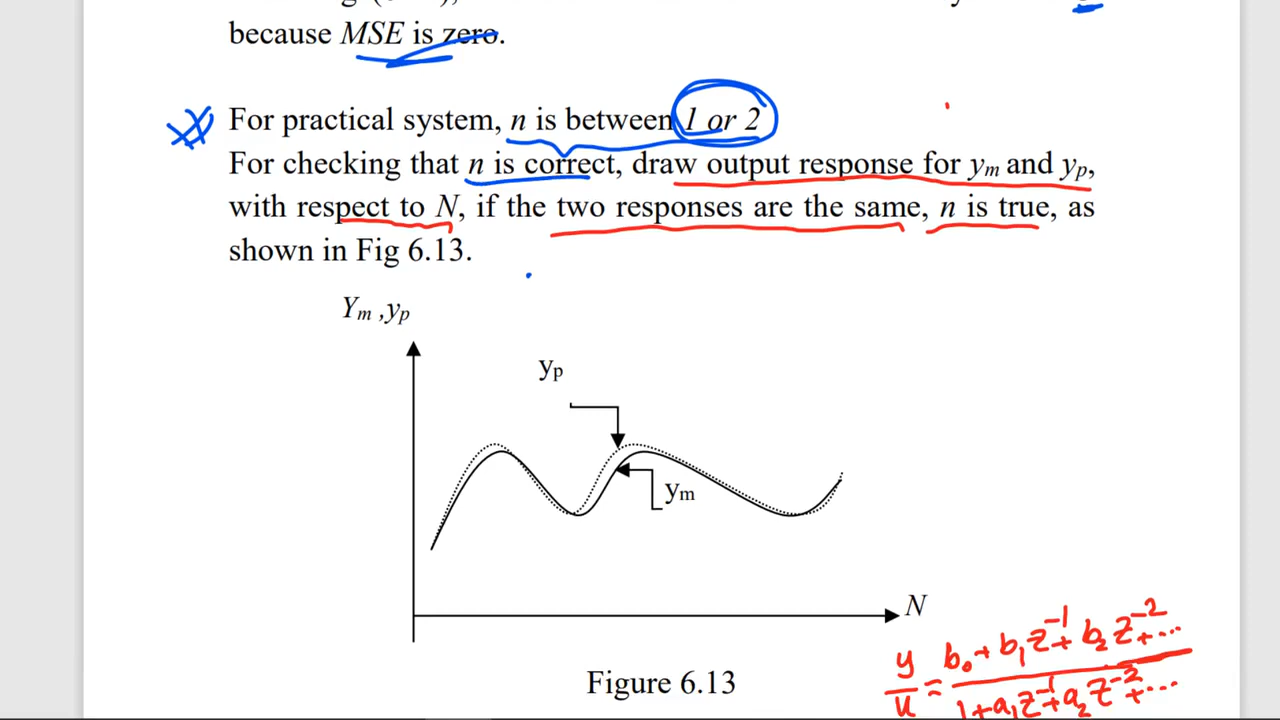 because MSE is zero.
For practical system, n is between 1 or 2
For checking that n is correct, draw output response for ym and yp,
with respect to N, if the two responses are the same, n is true, as
shown in Fig 6.13.
Ym ,yp
yp
ym
N
Figure 6.13
y/u = b₀ + b₁z⁻¹ + b₂z⁻² + ...
1 + a₁z⁻¹ + a₂z⁻² + ...